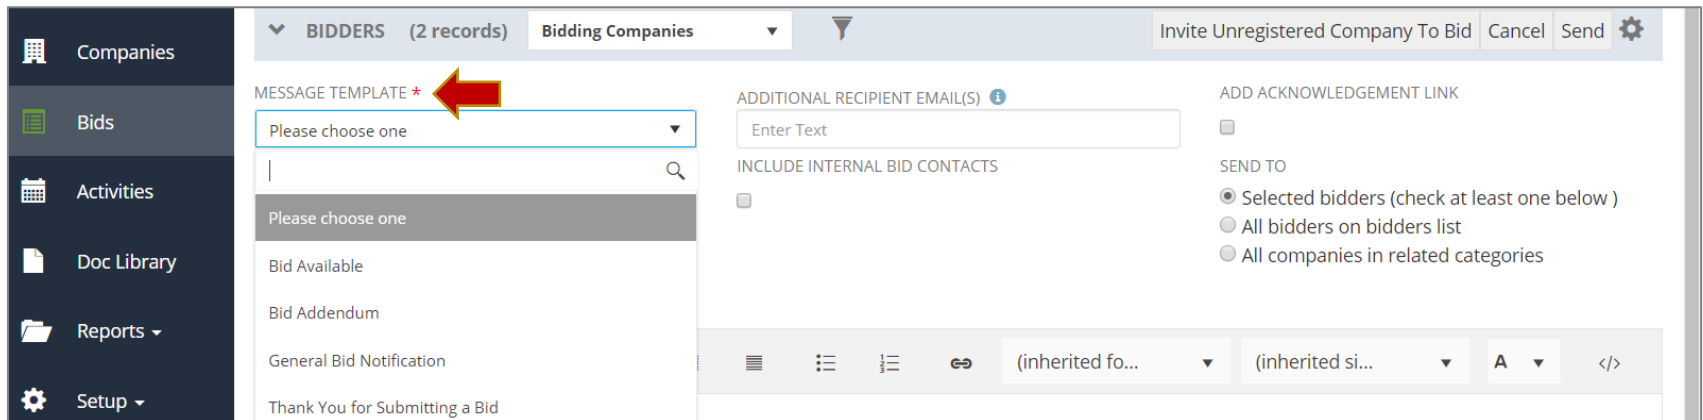 Companies
Bids
Activities
Doc Library
Reports
Setup
BIDDERS (2 records) Bidding Companies
Invite Unregistered Company To Bid Cancel Send
MESSAGE TEMPLATE *
Please choose one
Please choose one
Bid Available
Bid Addendum
General Bid Notification
Thank You for Submitting a Bid
ADDITIONAL RECIPIENT EMAIL(S) i
Enter Text
INCLUDE INTERNAL BID CONTACTS
ADD ACKNOWLEDGEMENT LINK
SEND TO
Selected bidders (check at least one below )
All bidders on bidders list
All companies in related categories
(inherited fo... (inherited si... A </>